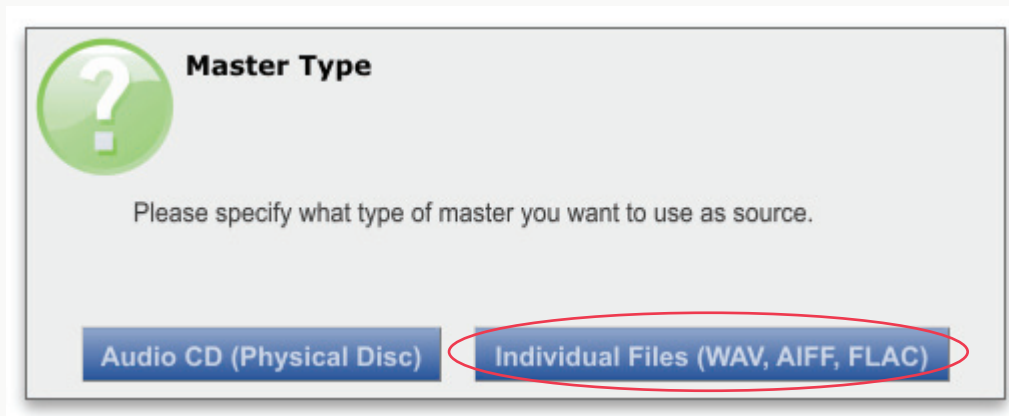 Master Type
Please specify what type of master you want to use as source.
Audio CD (Physical Disc)
Individual Files (WAV, AIFF, FLAC)